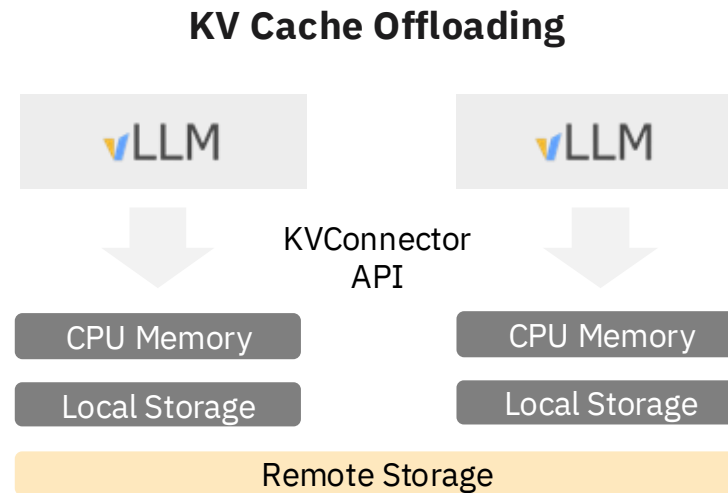 KV Cache Offloading
vLLM
vLLM
KVConnector
API
CPU Memory
CPU Memory
Local Storage
Local Storage
Remote Storage